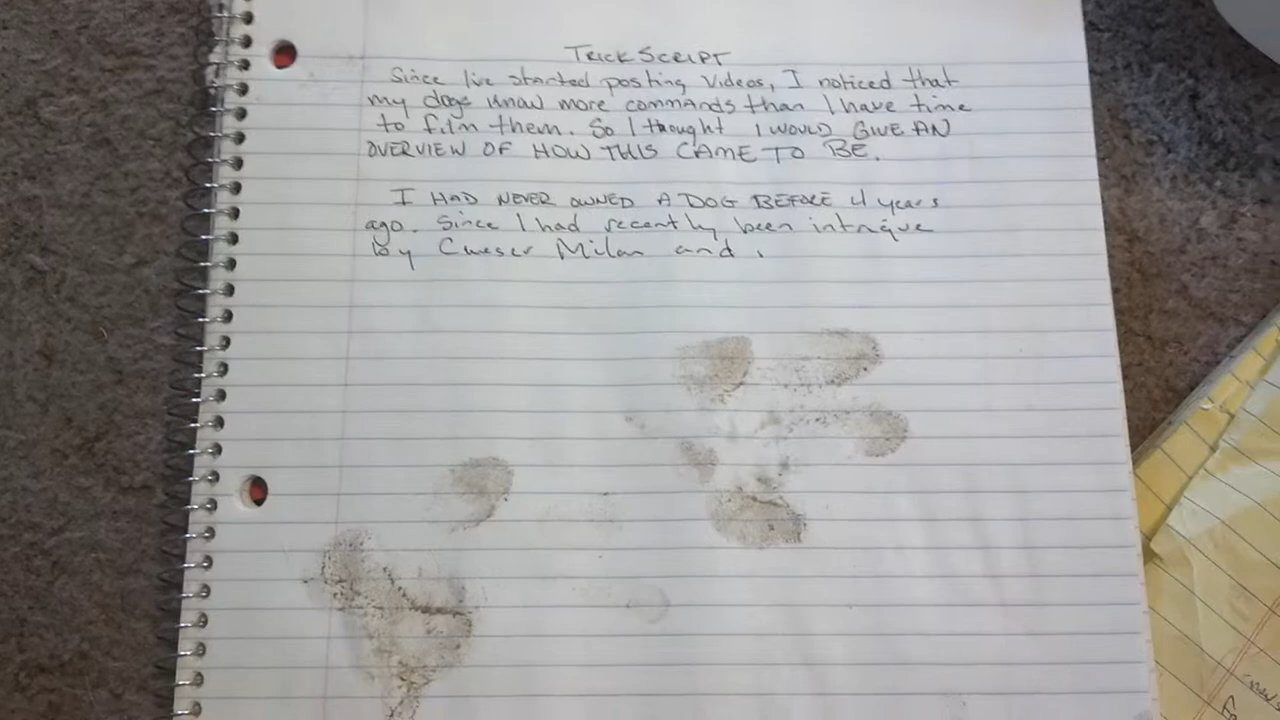 TRICK SCRIPT
Since I've started posting videos, I noticed that
my dogs know more commands than I have time
to film them. So I thought I WOULD GIVE AN
OVERVIEW OF HOW THIS CAME TO BE.
I HAD NEVER OWNED A DOG BEFORE 4 years
ago. Since I had recently been intrigue
by Cweser Milan and .